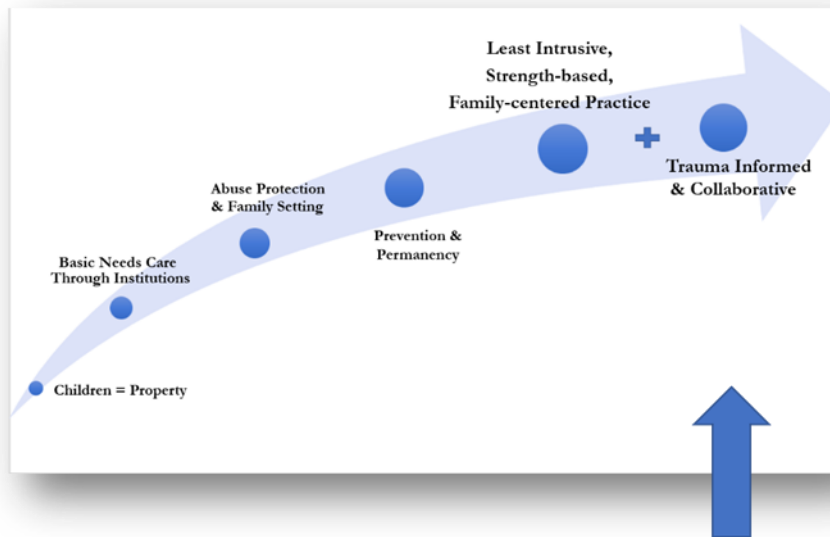 Least Intrusive,
Strength-based,
Family-centered Practice
Trauma Informed
& Collaborative
Abuse Protection
& Family Setting
Prevention &
Permanency
Basic Needs Care
Through Institutions
Children = Property